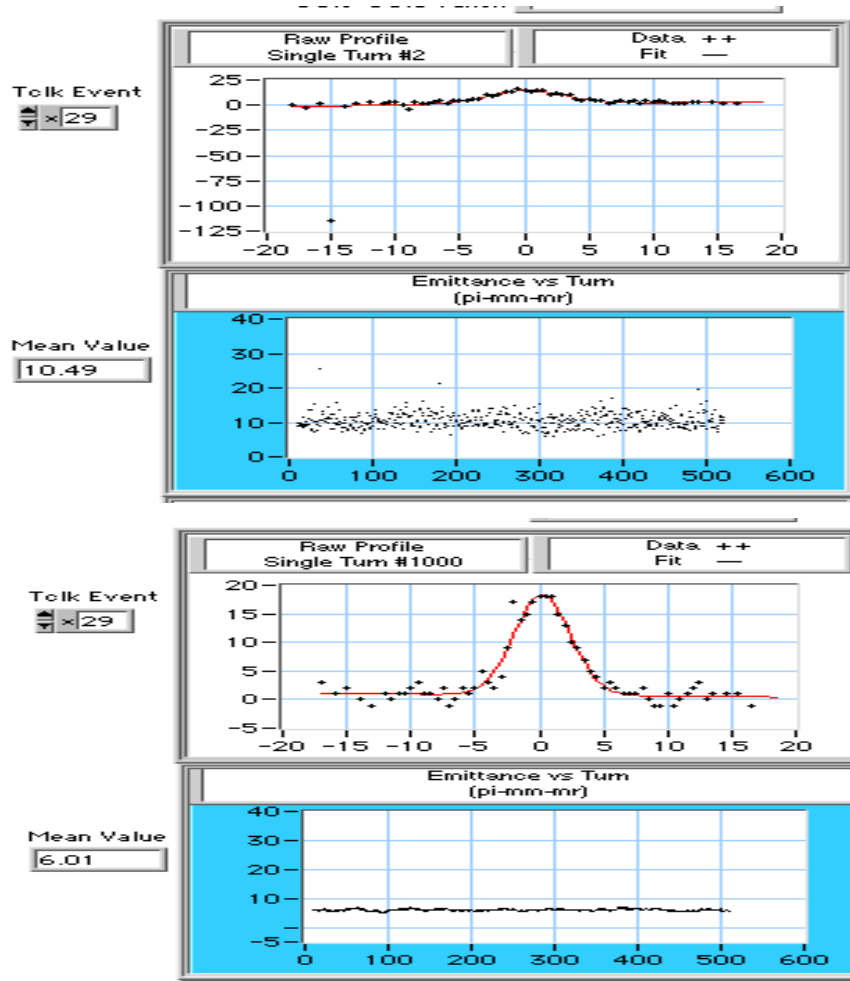 Raw Profile
Single Turn #2
Data ++
Fit —
Tclk Event
×29
25
0
-25
-50
-75
-100
-125
-20 -15 -10 -5 0 5 10 15 20
Emittance vs Turn
(pi-mm-mr)
Mean Value
10.49
40
30
20
10
0
0 100 200 300 400 500 600
Raw Profile
Single Turn #1000
Data ++
Fit —
Tclk Event
×29
20
15
10
5
0
-5
-20 -15 -10 -5 0 5 10 15 20
Emittance vs Turn
(pi-mm-mr)
Mean Value
6.01
40
30
20
10
-5
0 100 200 300 400 500 600